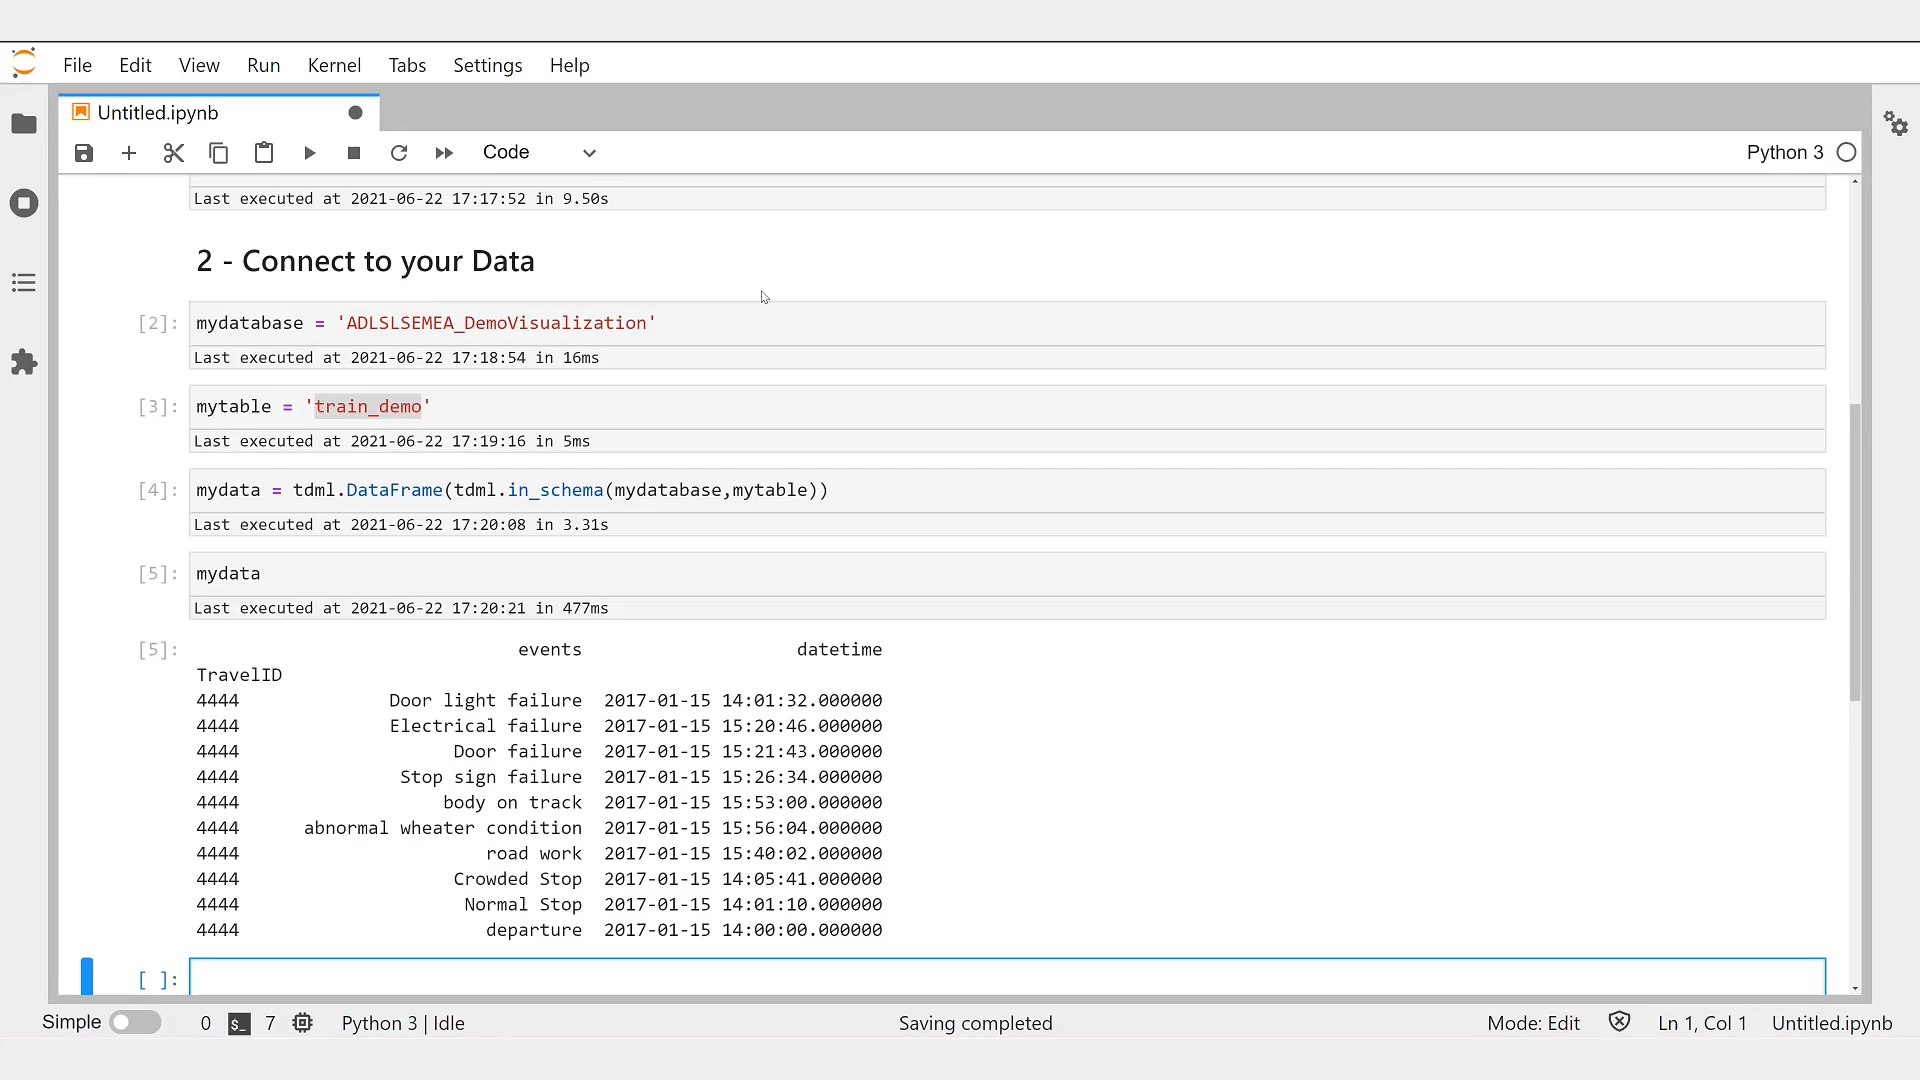 File Edit View Run Kernel Tabs Settings Help
Untitled.ipynb
Code
Python 3
Last executed at 2021-06-22 17:17:52 in 9.50s
2 - Connect to your Data
[2]: mydatabase = 'ADLSLSEMEA_DemoVisualization'
Last executed at 2021-06-22 17:18:54 in 16ms
[3]: mytable = 'train_demo'
Last executed at 2021-06-22 17:19:16 in 5ms
[4]: mydata = tdml.DataFrame(tdml.in_schema(mydatabase,mytable))
Last executed at 2021-06-22 17:20:08 in 3.31s
[5]: mydata
Last executed at 2021-06-22 17:20:21 in 477ms
[5]: events datetime
TravelID
4444 Door light failure 2017-01-15 14:01:32.000000
4444 Electrical failure 2017-01-15 15:20:46.000000
4444 Door failure 2017-01-15 15:21:43.000000
4444 Stop sign failure 2017-01-15 15:26:34.000000
4444 body on track 2017-01-15 15:53:00.000000
4444 abnormal wheater condition 2017-01-15 15:56:04.000000
4444 road work 2017-01-15 15:40:02.000000
4444 Crowded Stop 2017-01-15 14:05:41.000000
4444 Normal Stop 2017-01-15 14:01:10.000000
4444 departure 2017-01-15 14:00:00.000000
[ ]:
Simple 0 $_ 7 Python 3 | Idle Saving completed Mode: Edit Ln 1, Col 1 Untitled.ipynb